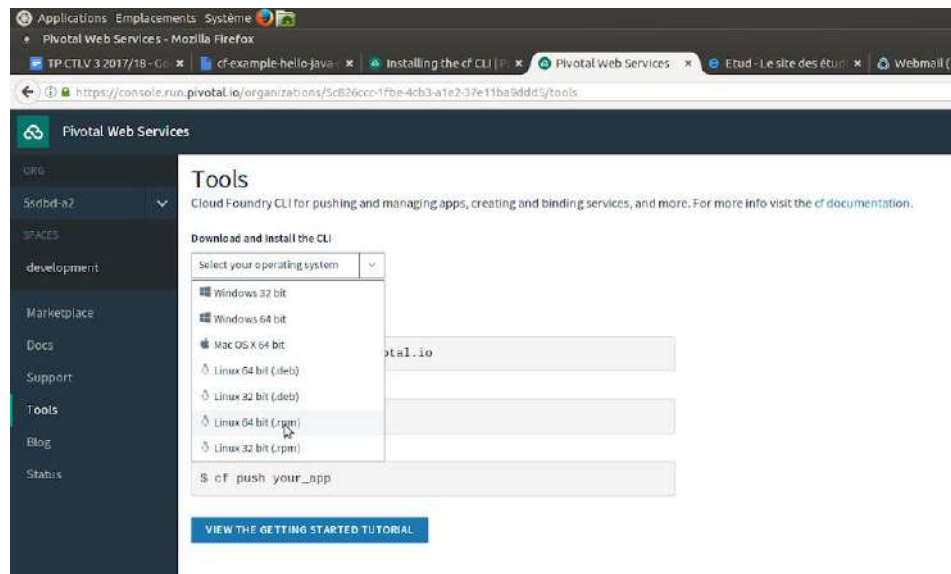 Applications Emplacements Système
Pivotal Web Services - Mozilla Firefox
TP CTLV 3 2017/18 - Go
cf-example-hello-java
Installing the cf CLI | P
Pivotal Web Services
Etud - Le site des étudi
Webmail (
https://console.run.pivotal.io/organizations/5c826ccc-1fbe-4cb3-a1e2-37e11ba9ddd5/tools
Pivotal Web Services
ORG
5sdbd-a2
SPACES
development
Marketplace
Docs
Support
Tools
Blog
Status
Tools
Cloud Foundry CLI for pushing and managing apps, creating and binding services, and more. For more info visit the cf documentation.
Download and Install the CLI
Select your operating system
Windows 32 bit
Windows 64 bit
Mac OS X 64 bit
Linux 64 bit (.deb)
Linux 32 bit (.deb)
Linux 64 bit (.rpm)
Linux 32 bit (.rpm)
otal.io
$ cf push your_app
VIEW THE GETTING STARTED TUTORIAL